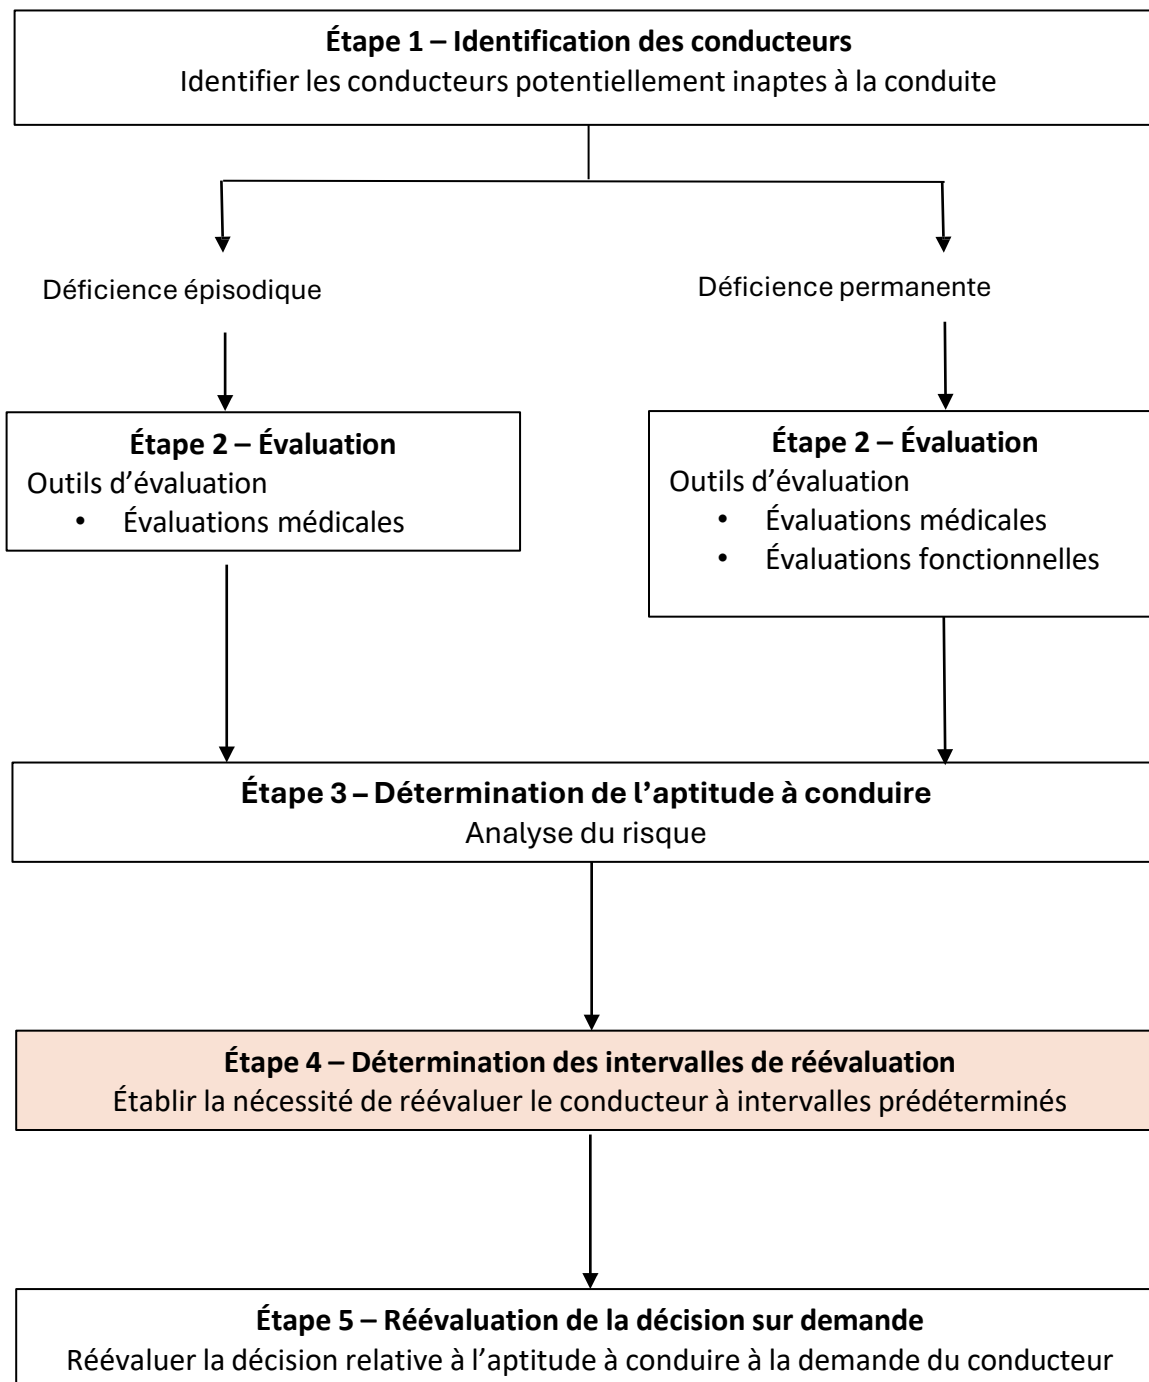 Étape 1 – Identification des conducteurs
Identifier les conducteurs potentiellement inaptes à la conduite
Déficience épisodique
Déficience permanente
Étape 2 – Évaluation
Outils d’évaluation
• Évaluations médicales
Étape 2 – Évaluation
Outils d’évaluation
• Évaluations médicales
• Évaluations fonctionnelles
Étape 3 – Détermination de l’aptitude à conduire
Analyse du risque
Étape 4 – Détermination des intervalles de réévaluation
Établir la nécessité de réévaluer le conducteur à intervalles prédéterminés
Étape 5 – Réévaluation de la décision sur demande
Réévaluer la décision relative à l’aptitude à conduire à la demande du conducteur